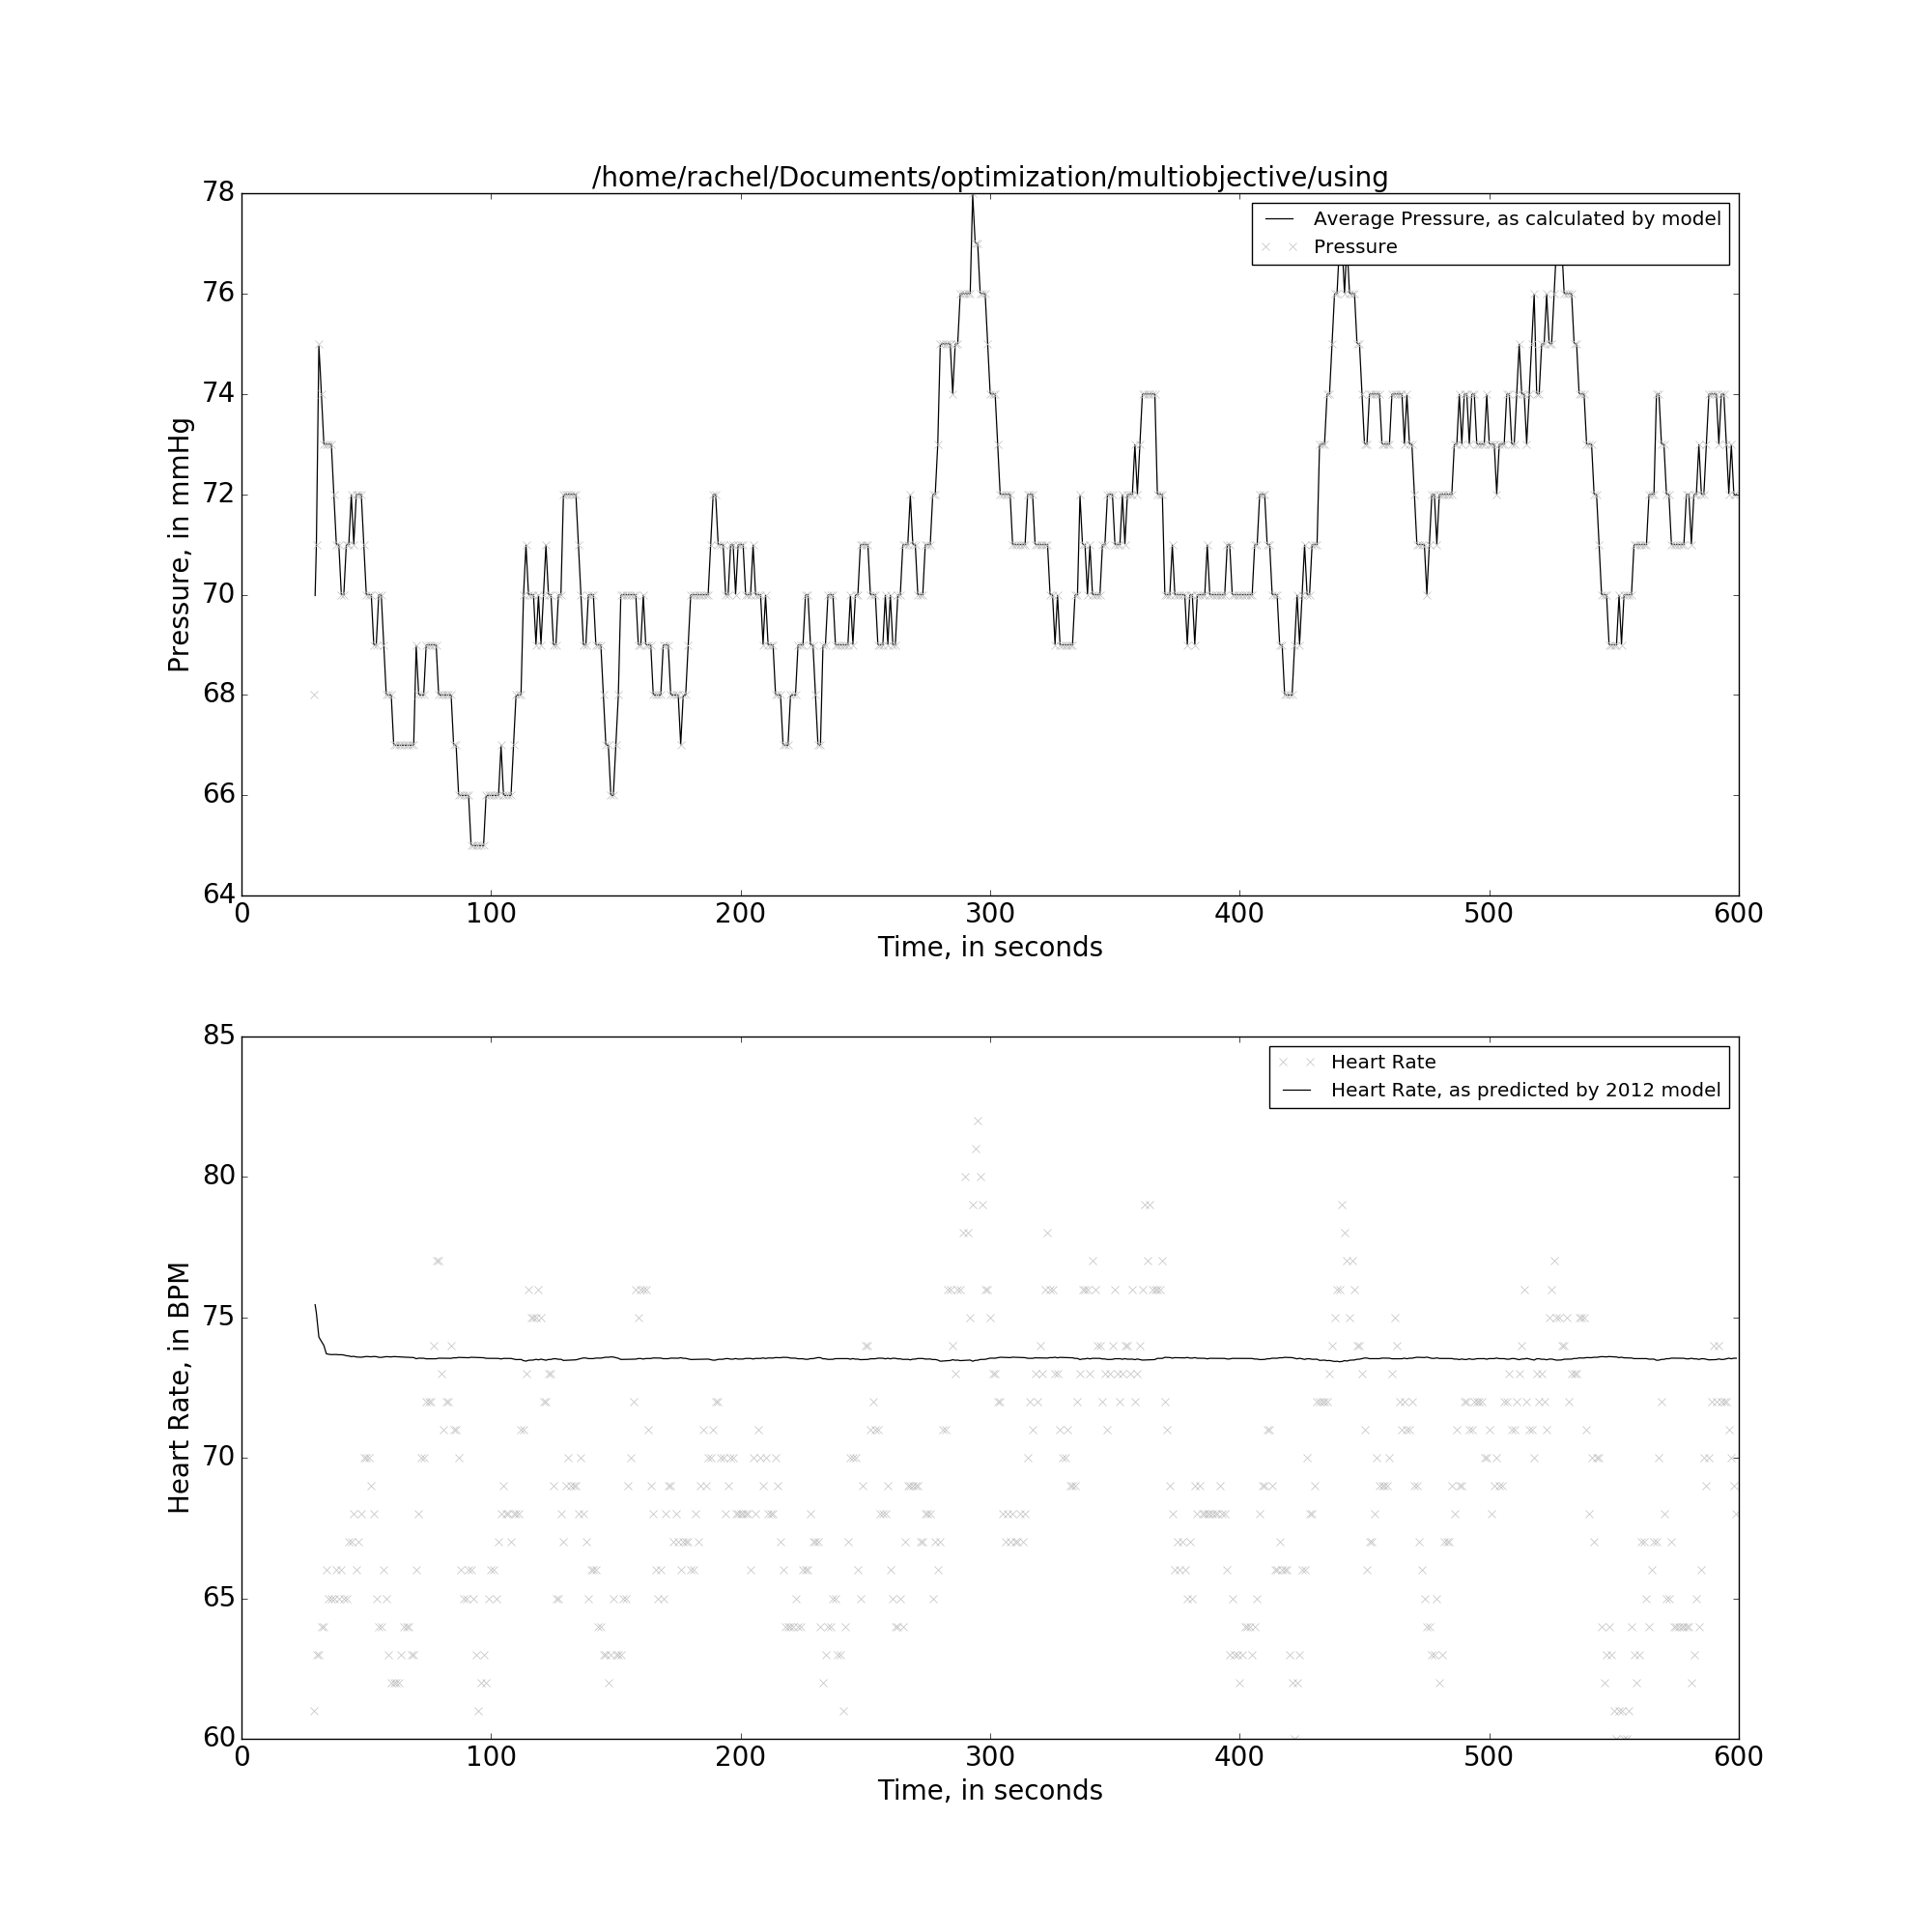 /home/rachel/Documents/optimization/multiobjective/using
78
76
74
72
70
68
66
64
Pressure, in mmHg
Average Pressure, as calculated by model
Pressure
0 100 200 300 400 500 600
Time, in seconds
85
80
75
70
65
60
Heart Rate, in BPM
Heart Rate
Heart Rate, as predicted by 2012 model
0 100 200 300 400 500 600
Time, in seconds